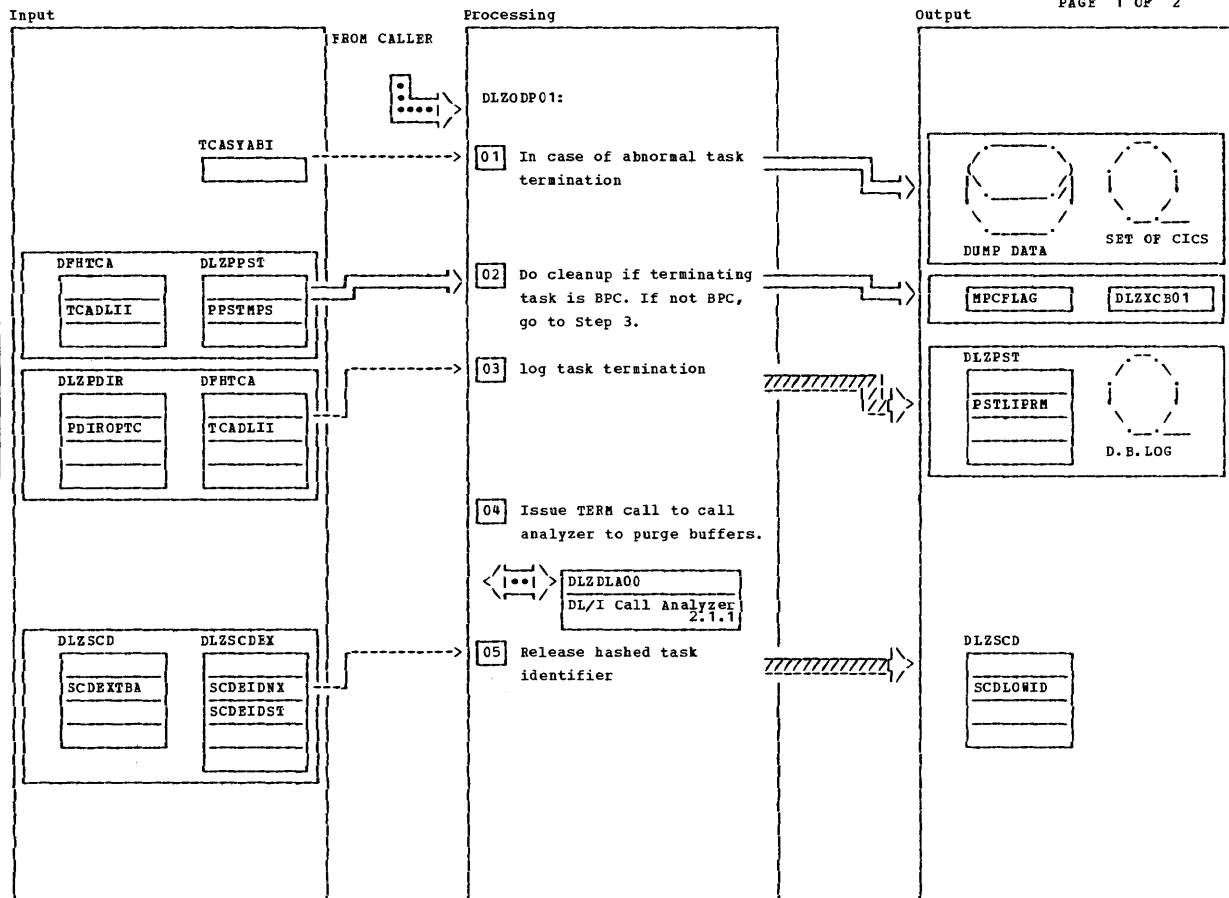 PAGE 1 OF 2
Input
Processing
Output
FROM CALLER
DLZODP01:
TCASYABI
01 In case of abnormal task
termination
DUMP DATA
SET OF CICS
DFHTCA
DLZPPST
TCADLII
PPSTMPS
02 Do cleanup if terminating
task is BPC. If not BPC,
go to Step 3.
MPCFLAG
DLZXCB01
DLZPDIR
DFHTCA
PDIROPTC
TCADLII
03 log task termination
DLZPST
PSTLIPRM
D.B.LOG
04 Issue TERM call to call
analyzer to purge buffers.
DLZDLA00
DL/I Call Analyzer
2.1.1
DLZSCD
DLZSCDEX
SCDEXTBA
SCDEIDNX
SCDEIDST
05 Release hashed task
identifier
DLZSCD
SCDLOWID